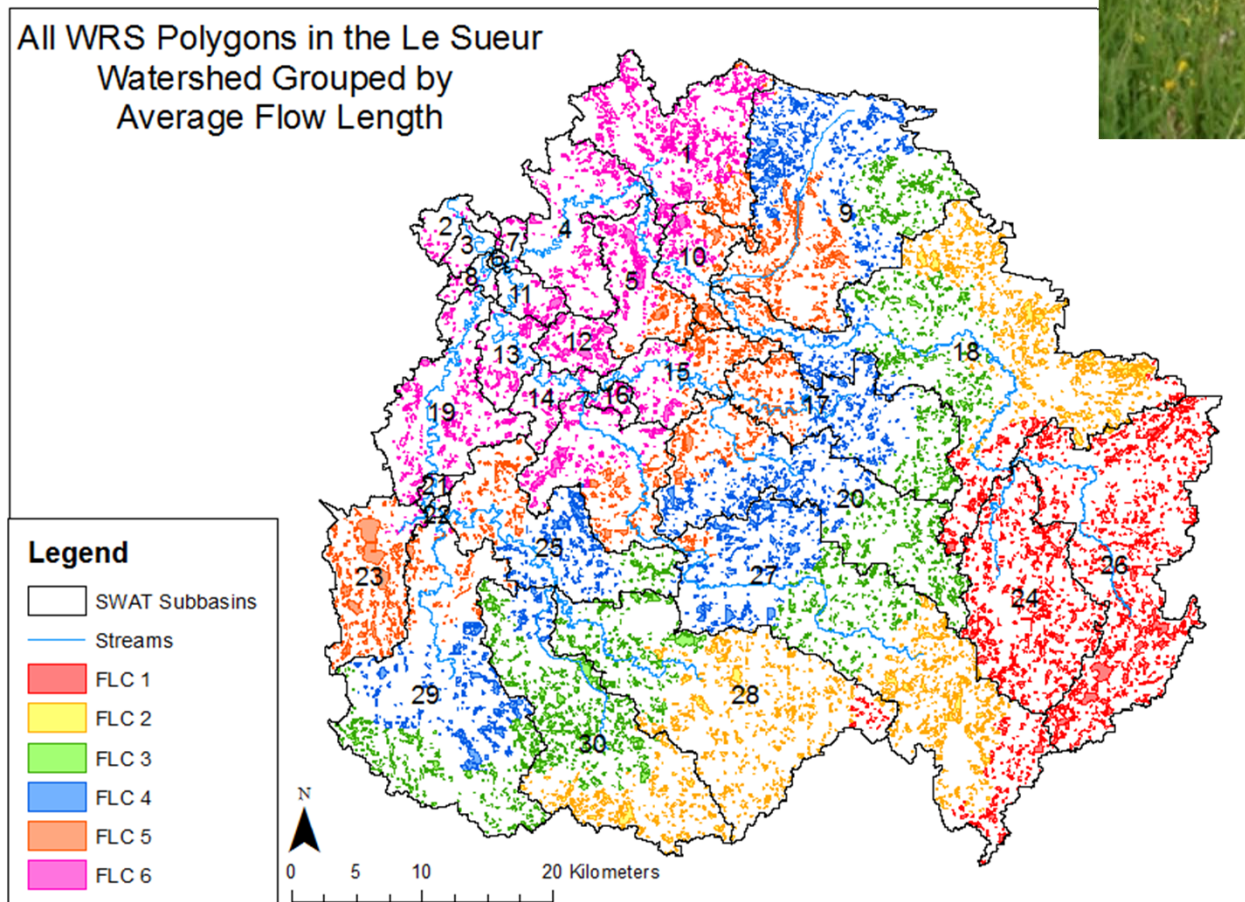 All WRS Polygons in the Le Sueur
Watershed Grouped by
Average Flow Length
1
9
2
4
3
7
6
10
5
8
11
12
18
13
15
16
14
17
19
21
22
20
25
23
27
26
24
29
28
30
Legend
SWAT Subbasins
Streams
FLC 1
FLC 2
FLC 3
FLC 4
FLC 5
FLC 6
N
0 5 10 20 Kilometers